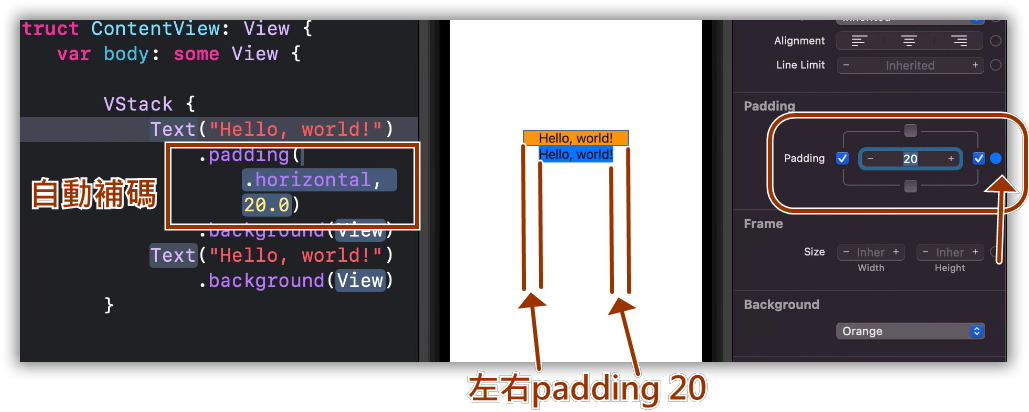 truct ContentView: View {
var body: some View {
VStack {
Text("Hello, world!")
.padding(
.horizontal,
20.0)
.background(View)
Text("Hello, world!")
.background(View)
}
自動補碼
Hello, world!
Hello, world!
左右padding 20
Inherited
Alignment
Line Limit
− Inherited +
Padding
Padding
− 20 +
Frame
Size
− Inher +
− Inher +
Width
Height
Background
Orange